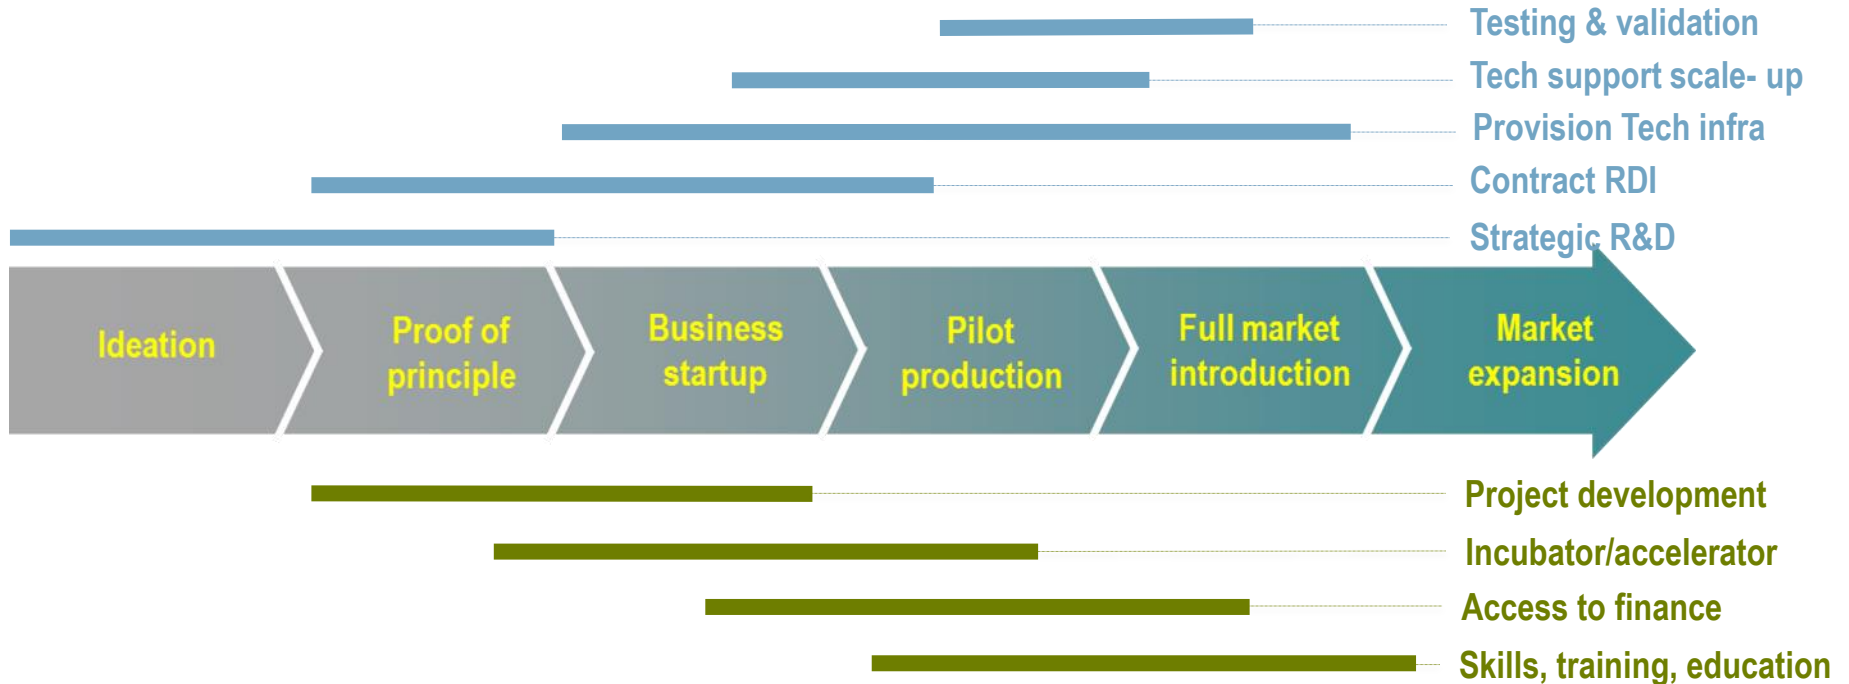 Testing & validation
Tech support scale- up
Provision Tech infra
Contract RDI
Strategic R&D
Ideation
Proof of
principle
Business
startup
Pilot
production
Full market
introduction
Market
expansion
Project development
Incubator/accelerator
Access to finance
Skills, training, education